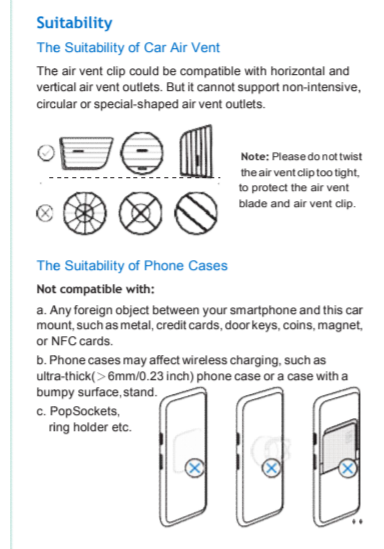 Suitability
The Suitability of Car Air Vent
The air vent clip could be compatible with horizontal and
vertical air vent outlets. But it cannot support non-intensive,
circular or special-shaped air vent outlets.
Note: Please do not twist
the air vent clip too tight,
to protect the air vent
blade and air vent clip.
The Suitability of Phone Cases
Not compatible with:
a. Any foreign object between your smartphone and this car
mount, such as metal, credit cards, door keys, coins, magnet,
or NFC cards.
b. Phone cases may affect wireless charging, such as
ultra-thick(>6mm/0.23 inch) phone case or a case with a
bumpy surface, stand.
c. PopSockets,
ring holder etc.